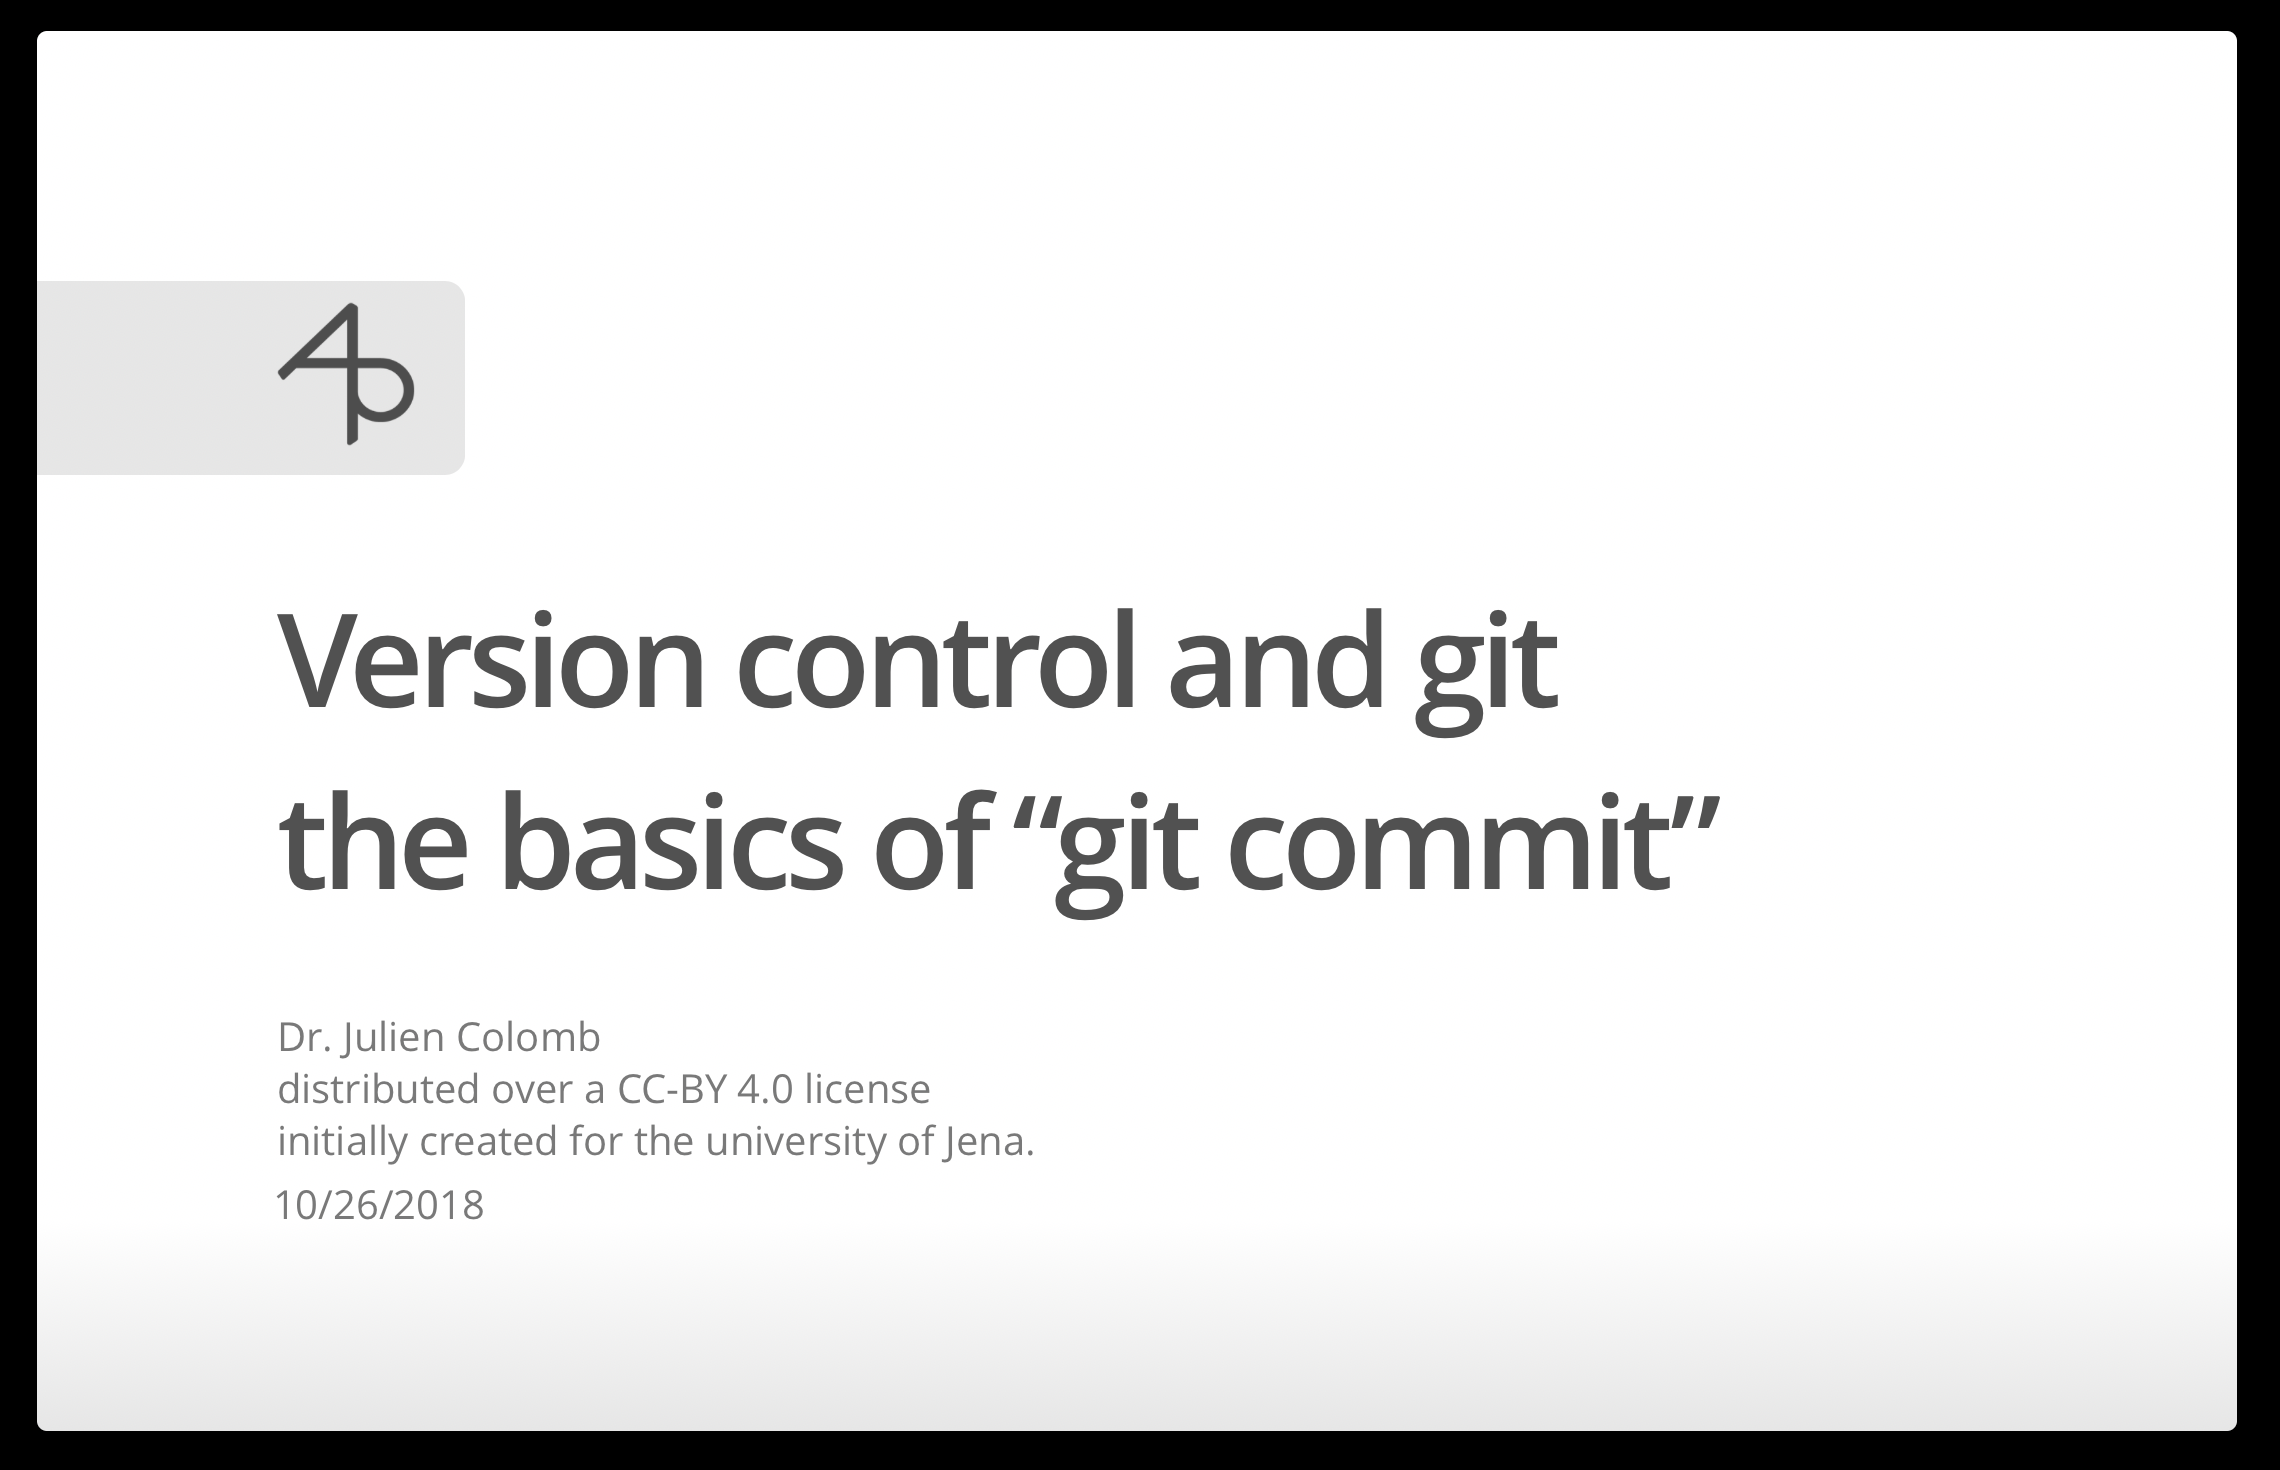 4p
Version control and git
the basics of “git commit”
Dr. Julien Colomb
distributed over a CC-BY 4.0 license
initially created for the university of Jena.
10/26/2018